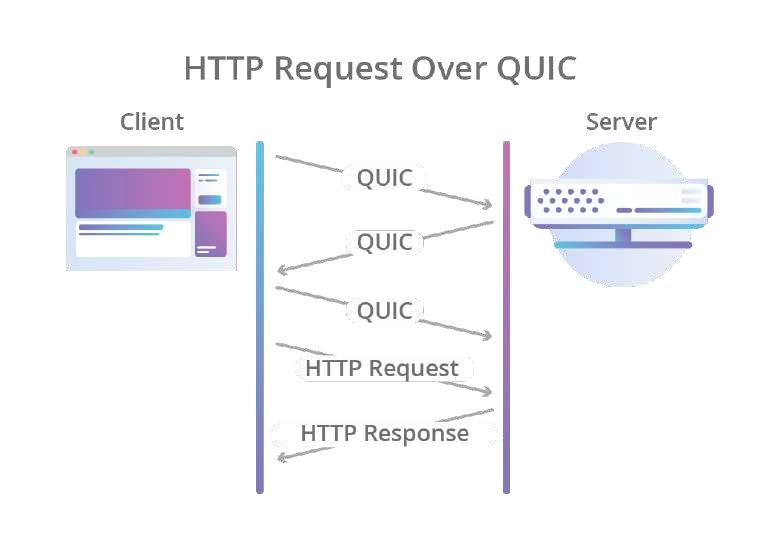 HTTP Request Over QUIC
Client
Server
QUIC
QUIC
QUIC
HTTP Request
HTTP Response